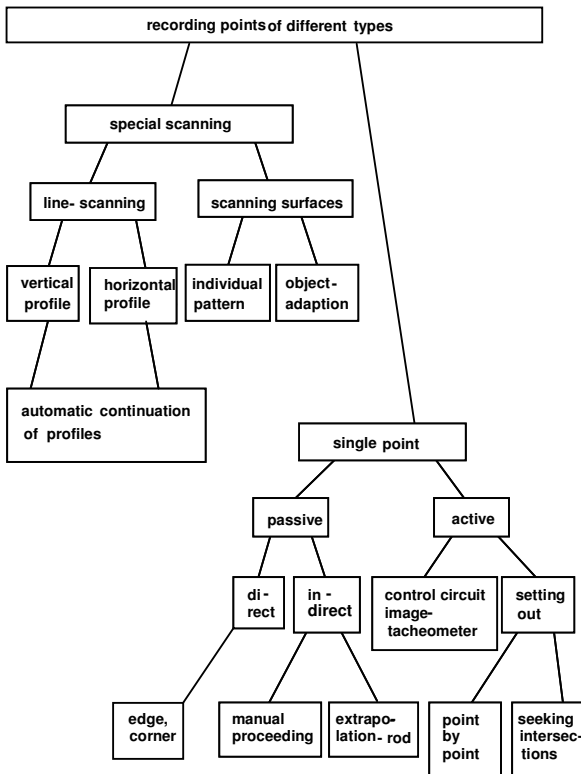 recording points of different types
special scanning
line- scanning
scanning surfaces
vertical
profile
horizontal
profile
individual
pattern
object-
adaption
automatic continuation
of profiles
single point
passive
active
di - rect
in -
direct
control circuit
image-
tacheometer
setting
out
edge,
corner
manual
proceeding
extrapo-
lation - rod
point
by
point
seeking
intersec-
tions